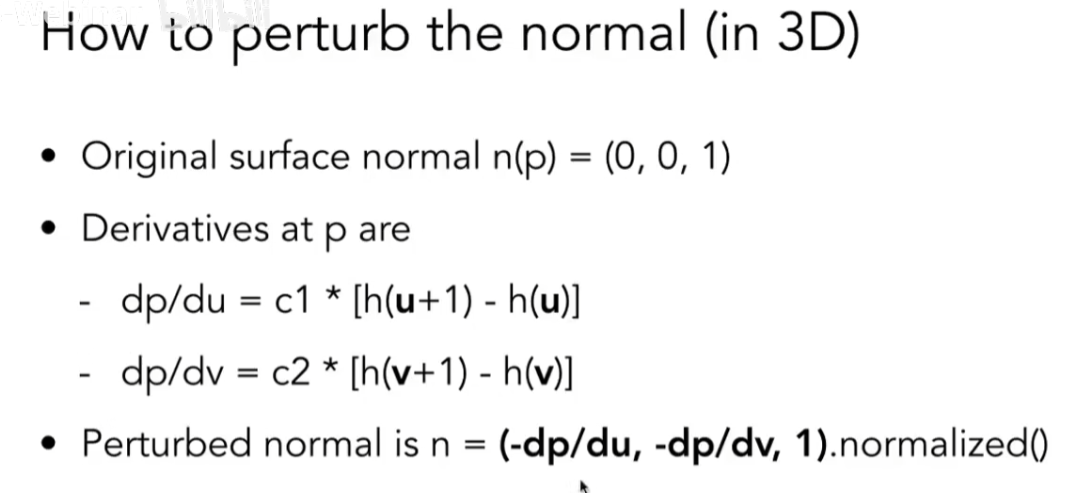 How to perturb the normal (in 3D)
• Original surface normal n(p) = (0, 0, 1)
• Derivatives at p are
- dp/du = c1 * [h(u+1) - h(u)]
- dp/dv = c2 * [h(v+1) - h(v)]
• Perturbed normal is n = (-dp/du, -dp/dv, 1).normalized()